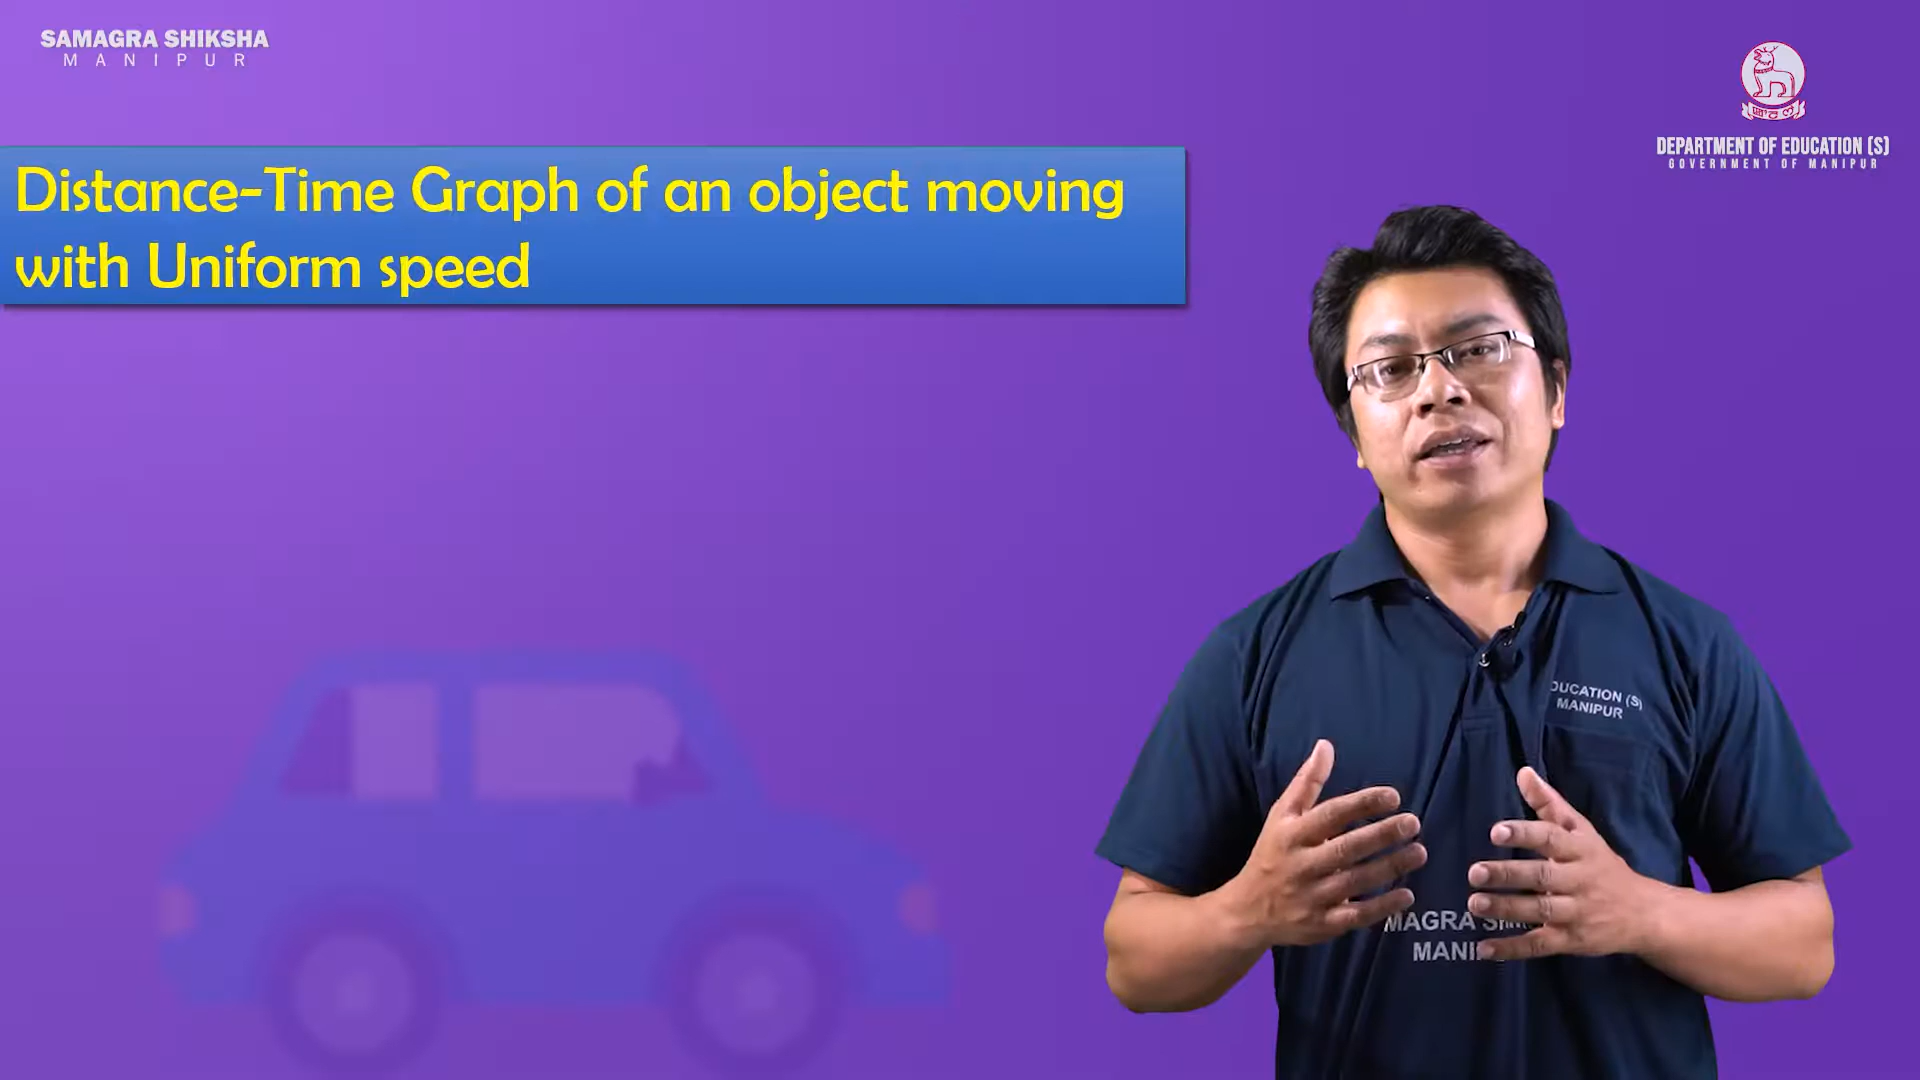 SAMAGRA SHIKSHA
MANIPUR
DEPARTMENT OF EDUCATION (S)
GOVERNMENT OF MANIPUR
Distance-Time Graph of an object moving
with Uniform speed
DUCATION (S)
MANIPUR
MAGRA
MANI